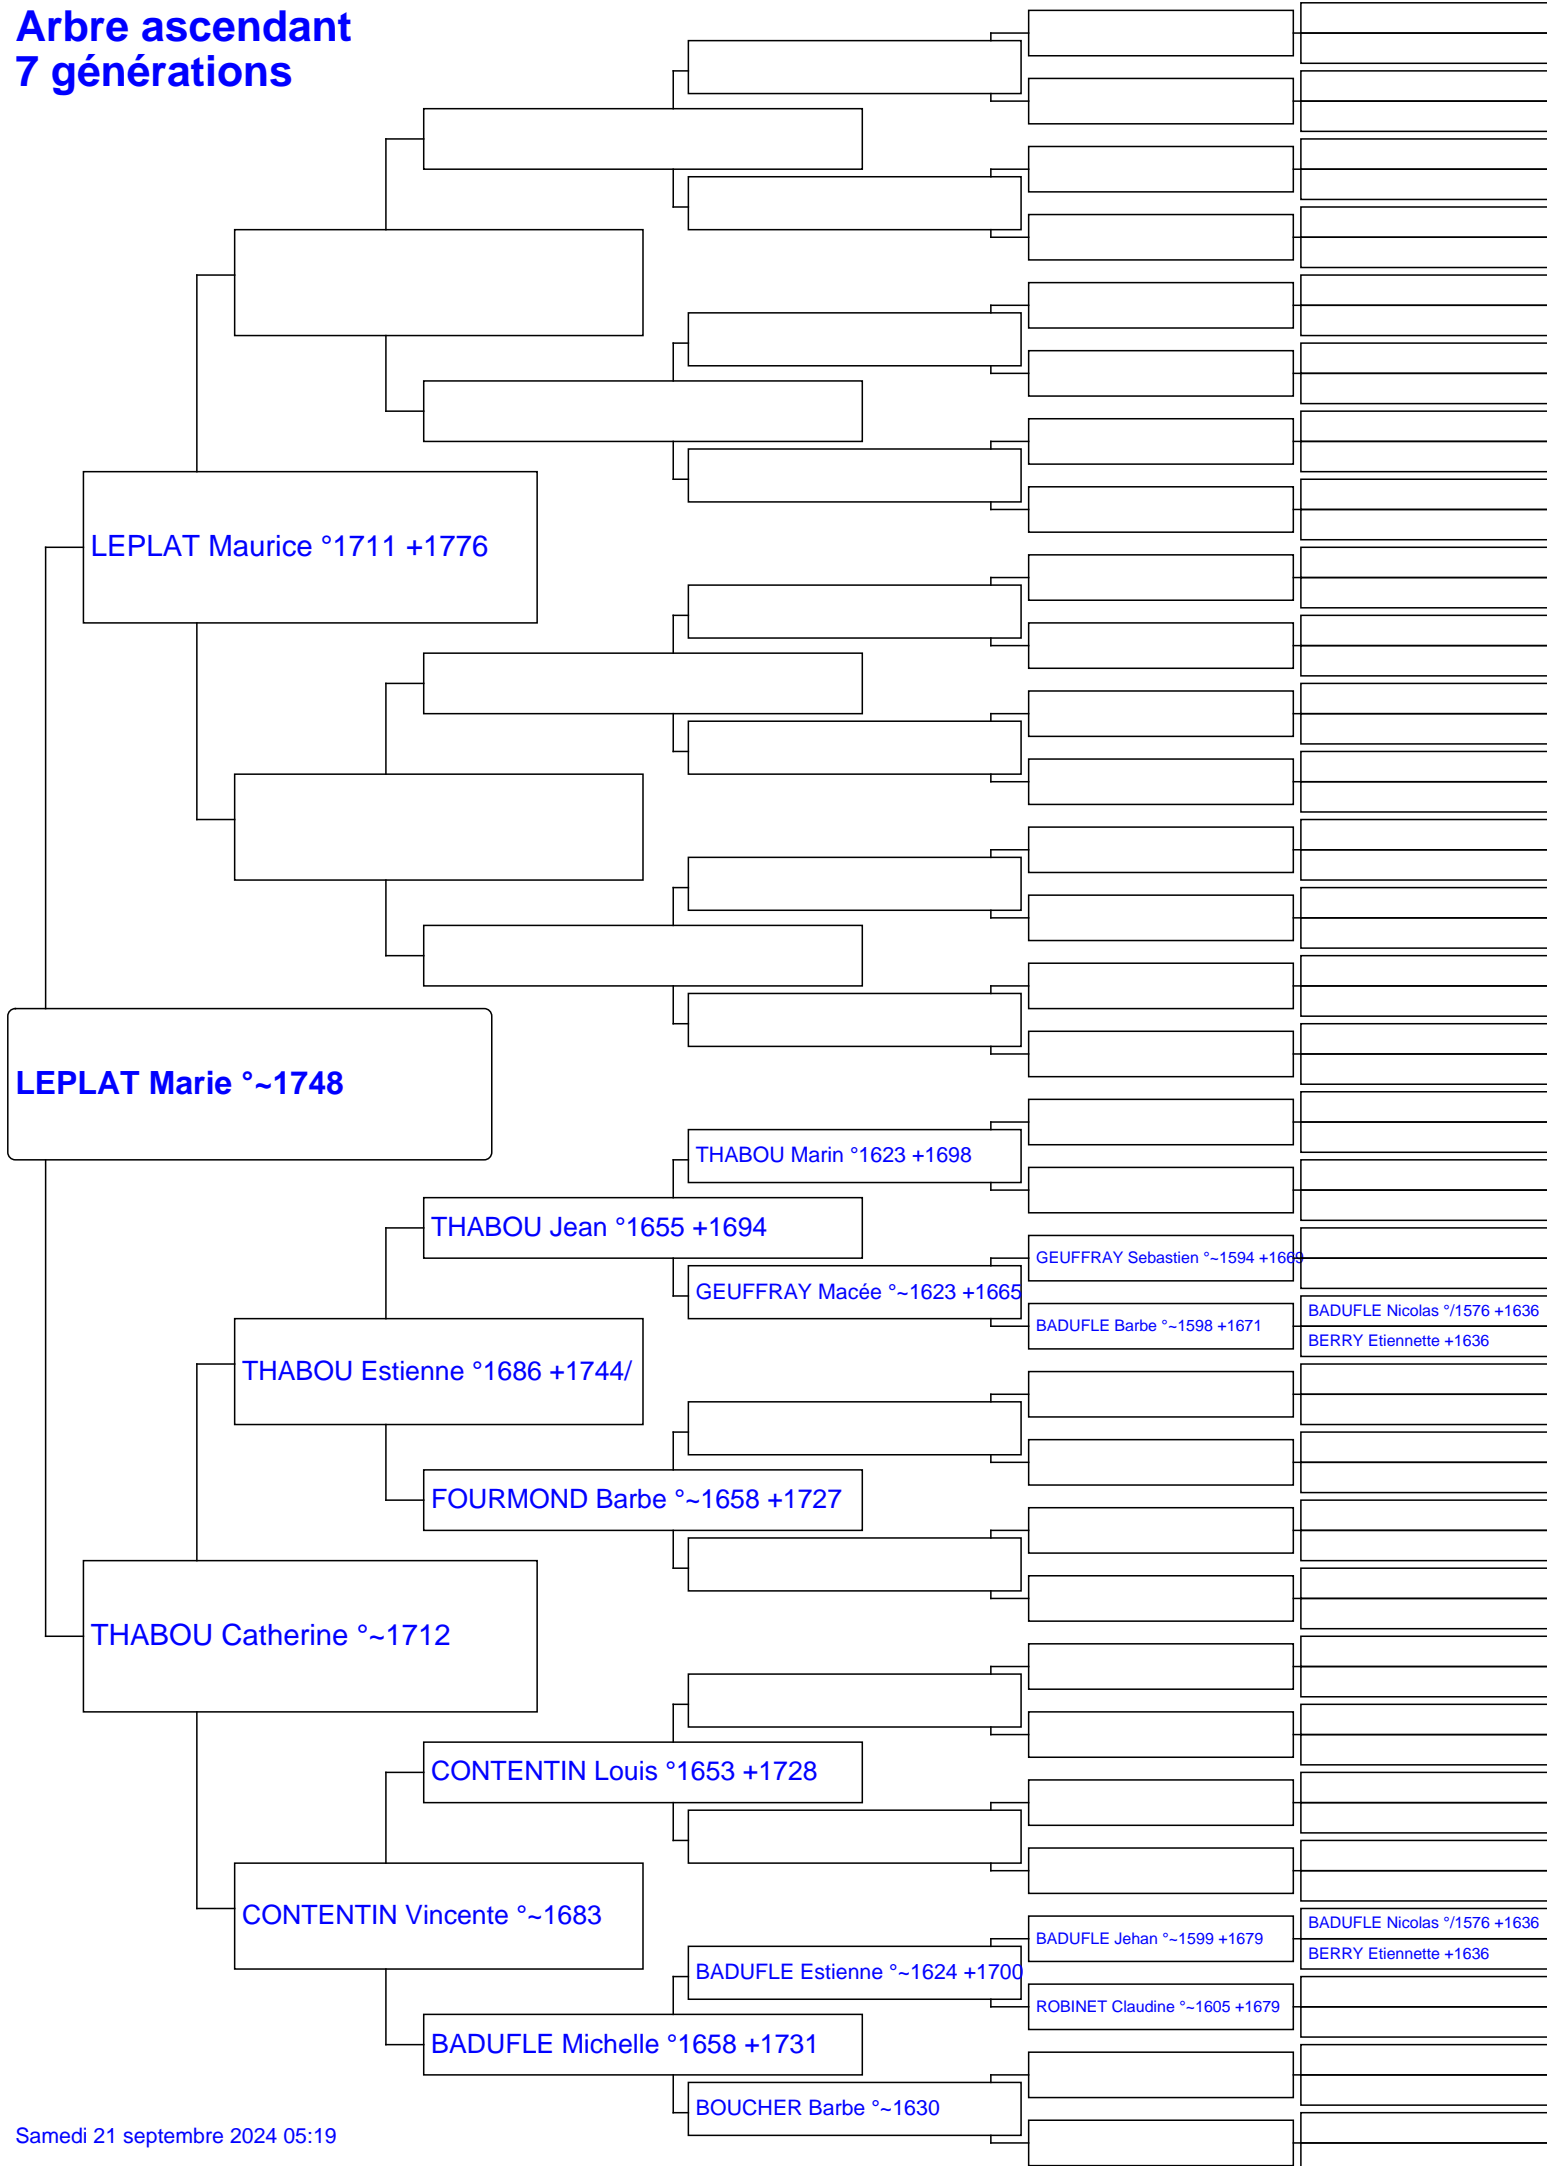 Arbre ascendant
7 générations
LEPLAT Maurice °1711 +1776
LEPLAT Marie °~1748
THABOU Marin °1623 +1698
THABOU Jean °1655 +1694
GEUFFRAY Sebastien °~1594 +1669
GEUFFRAY Macée °~1623 +1665
BADUFLE Nicolas °/1576 +1636
BADUFLE Barbe °~1598 +1671
BERRY Etiennette +1636
THABOU Estienne °1686 +1744/
FOURMOND Barbe °~1658 +1727
THABOU Catherine °~1712
CONTENTIN Louis °1653 +1728
CONTENTIN Vincente °~1683
BADUFLE Nicolas °/1576 +1636
BADUFLE Jehan °~1599 +1679
BERRY Etiennette +1636
BADUFLE Estienne °~1624 +1700
ROBINET Claudine °~1605 +1679
BADUFLE Michelle °1658 +1731
BOUCHER Barbe °~1630
Samedi 21 septembre 2024 05:19